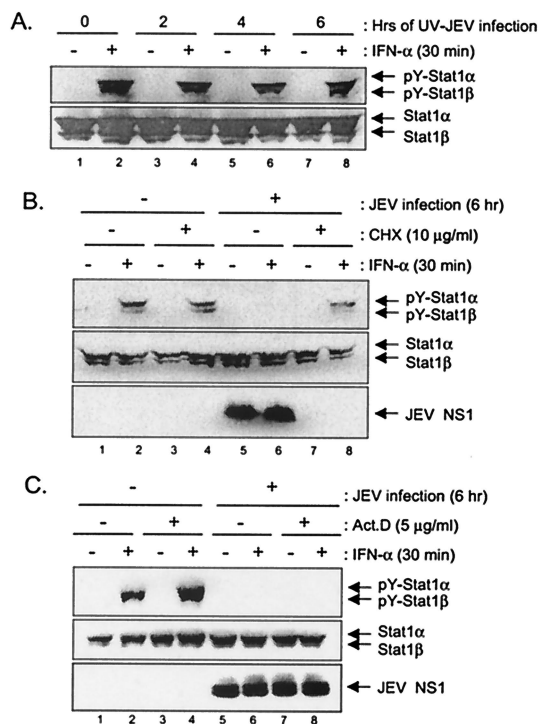 A.
0 2 4 6 : Hrs of UV-JEV infection
- + - + - + - + : IFN-α (30 min)
pY-Stat1α
pY-Stat1β
Stat1α
Stat1β
1 2 3 4 5 6 7 8
B.
- + : JEV infection (6 hr)
- + - + : CHX (10 μg/ml)
- + - + - + - + : IFN-α (30 min)
pY-Stat1α
pY-Stat1β
Stat1α
Stat1β
JEV NS1
1 2 3 4 5 6 7 8
C.
- + : JEV infection (6 hr)
- + - + : Act.D (5 μg/ml)
- + - + - + - + : IFN-α (30 min)
pY-Stat1α
pY-Stat1β
Stat1α
Stat1β
JEV NS1
1 2 3 4 5 6 7 8